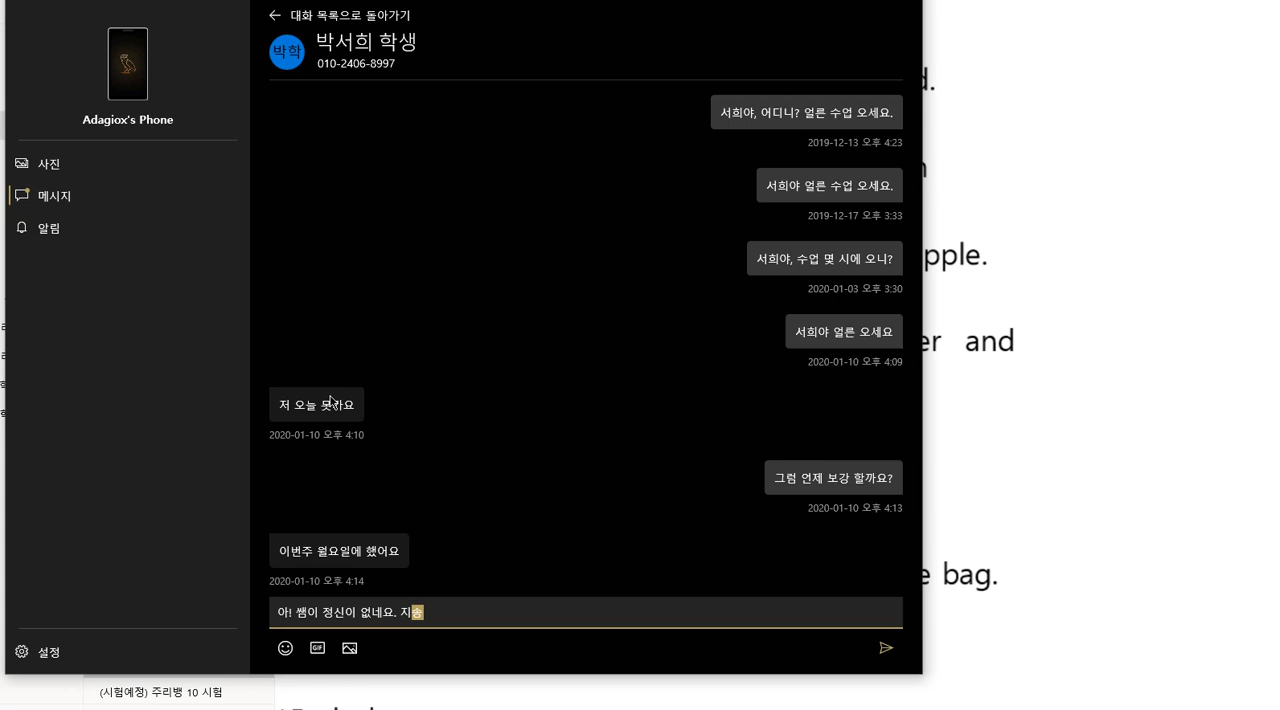 대화 목록으로 돌아가기
박학
박서희 학생
010-2406-8997
Adagiox's Phone
사진
메시지
알림
설정
서희야, 어디니? 얼른 수업 오세요.
2019-12-13 오후 4:23
서희야 얼른 수업 오세요.
2019-12-17 오후 3:33
서희야, 수업 몇 시에 오니?
2020-01-03 오후 3:30
서희야 얼른 오세요
2020-01-10 오후 4:09
저 오늘 못가요
2020-01-10 오후 4:10
그럼 언제 보강 할까요?
2020-01-10 오후 4:13
이번주 월요일에 했어요
2020-01-10 오후 4:14
아! 쌤이 정신이 없네요. 지송
GIF
d.
pple.
er and
e bag.
(시험예정) 주리뱅 10 시험